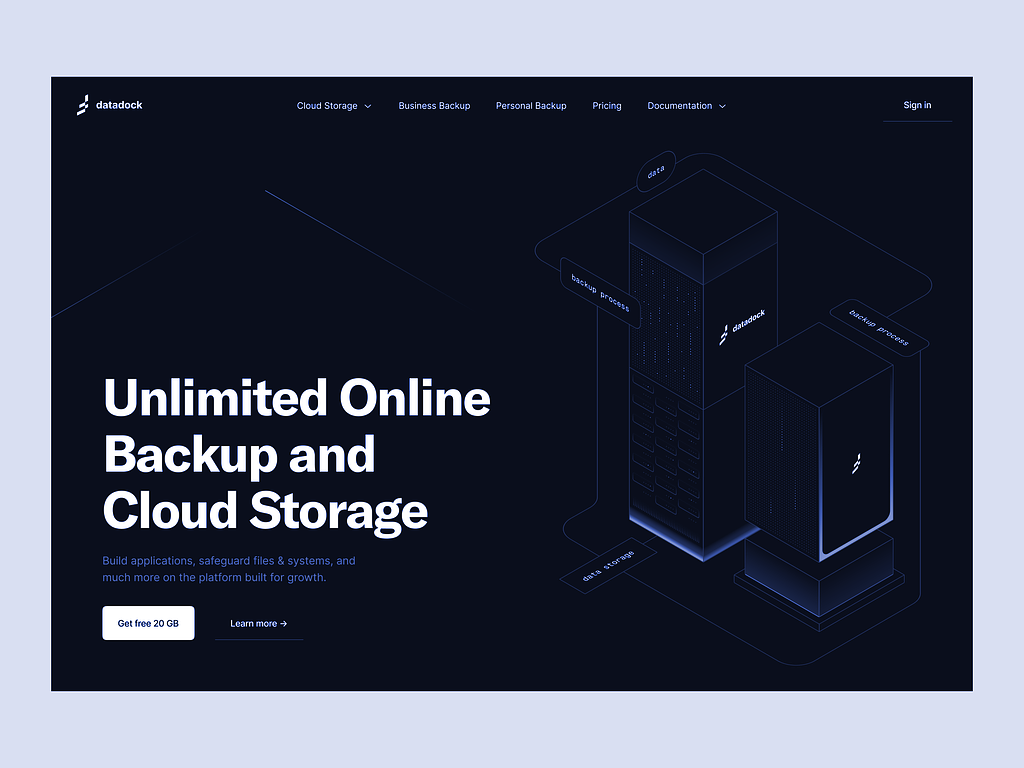 datadock
Cloud Storage
Business Backup
Personal Backup
Pricing
Documentation
Sign in
data
backup process
datadock
backup process
Unlimited Online
Backup and
Cloud Storage
Build applications, safeguard files & systems, and
much more on the platform built for growth.
data storage
Get free 20 GB
Learn more →